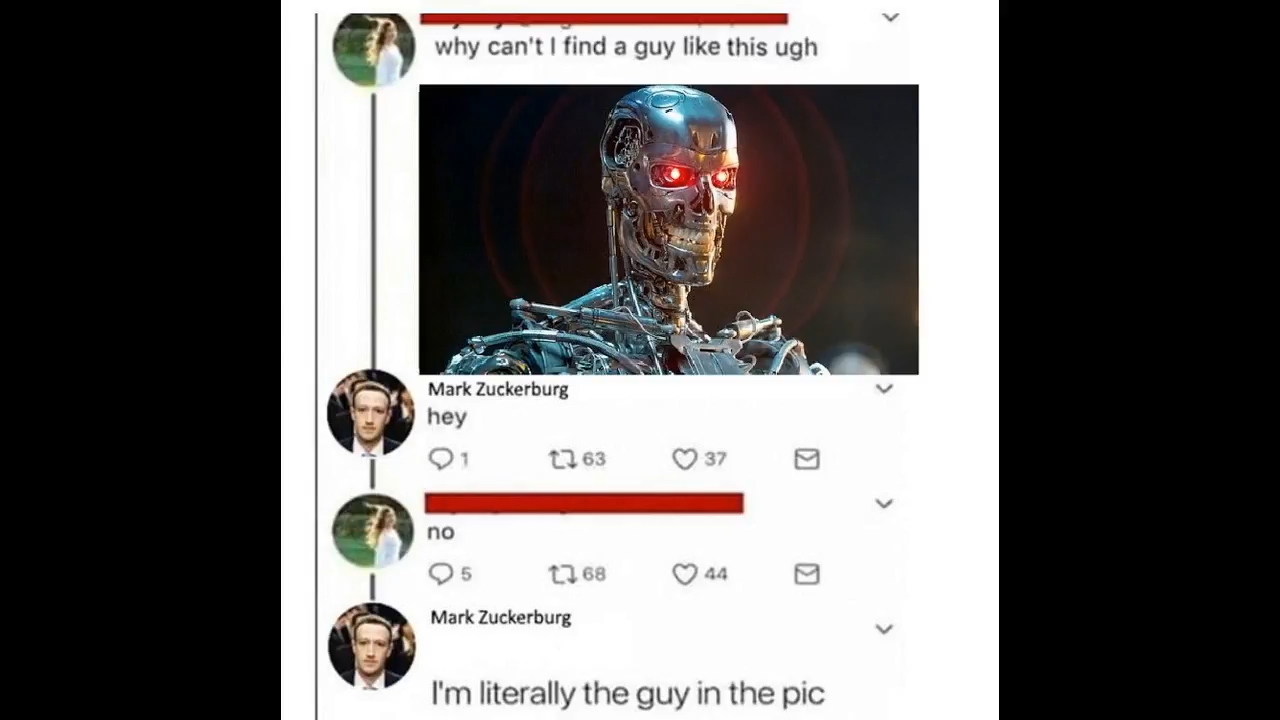 why can't I find a guy like this ugh
Mark Zuckerburg
hey
1 63 37
no
5 68 44
Mark Zuckerburg
I'm literally the guy in the pic